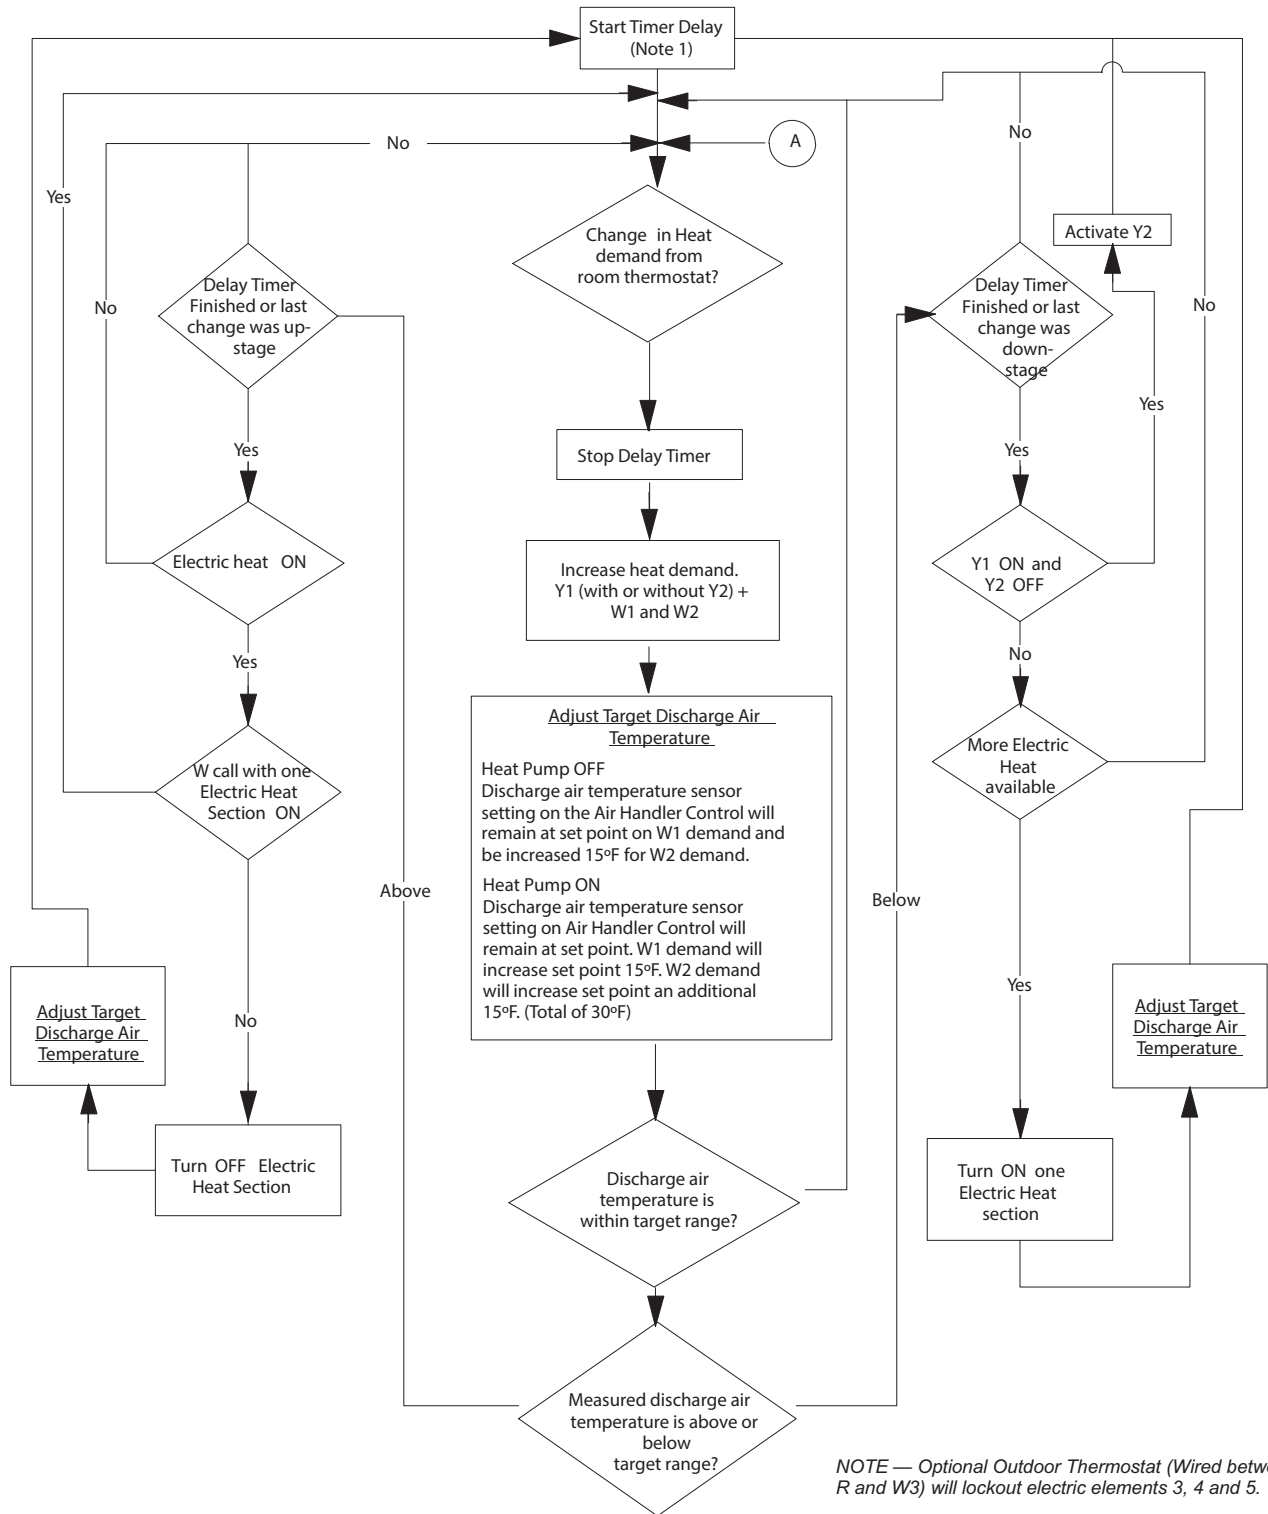 Start Timer Delay
(Note 1)
No
A
No
Yes
Change in Heat
demand from
room thermostat?
Activate Y2
Delay Timer
Finished or last
change was up-
stage
No
Delay Timer
Finished or last
change was
down-
stage
No
Yes
Yes
Stop Delay Timer
Yes
Electric heat ON
Increase heat demand.
Y1 (with or without Y2) +
W1 and W2
Y1 ON and
Y2 OFF
Yes
No
Adjust Target Discharge Air
Temperature
Heat Pump OFF
Discharge air temperature sensor
setting on the Air Handler Control will
remain at set point on W1 demand and
be increased 15ºF for W2 demand.
Heat Pump ON
Discharge air temperature sensor
setting on Air Handler Control will
remain at set point. W1 demand will
increase set point 15ºF. W2 demand
will increase set point an additional
15ºF. (Total of 30ºF)
W call with one
Electric Heat
Section ON
More Electric
Heat
available
Above
Below
No
Yes
Adjust Target
Discharge Air
Temperature
Adjust Target
Discharge Air
Temperature
Turn OFF Electric
Heat Section
Discharge air
temperature is
within target range?
Turn ON one
Electric Heat
section
Measured discharge air
temperature is above or
below
target range?
NOTE — Optional Outdoor Thermostat (Wired betwe
R and W3) will lockout electric elements 3, 4 and 5.